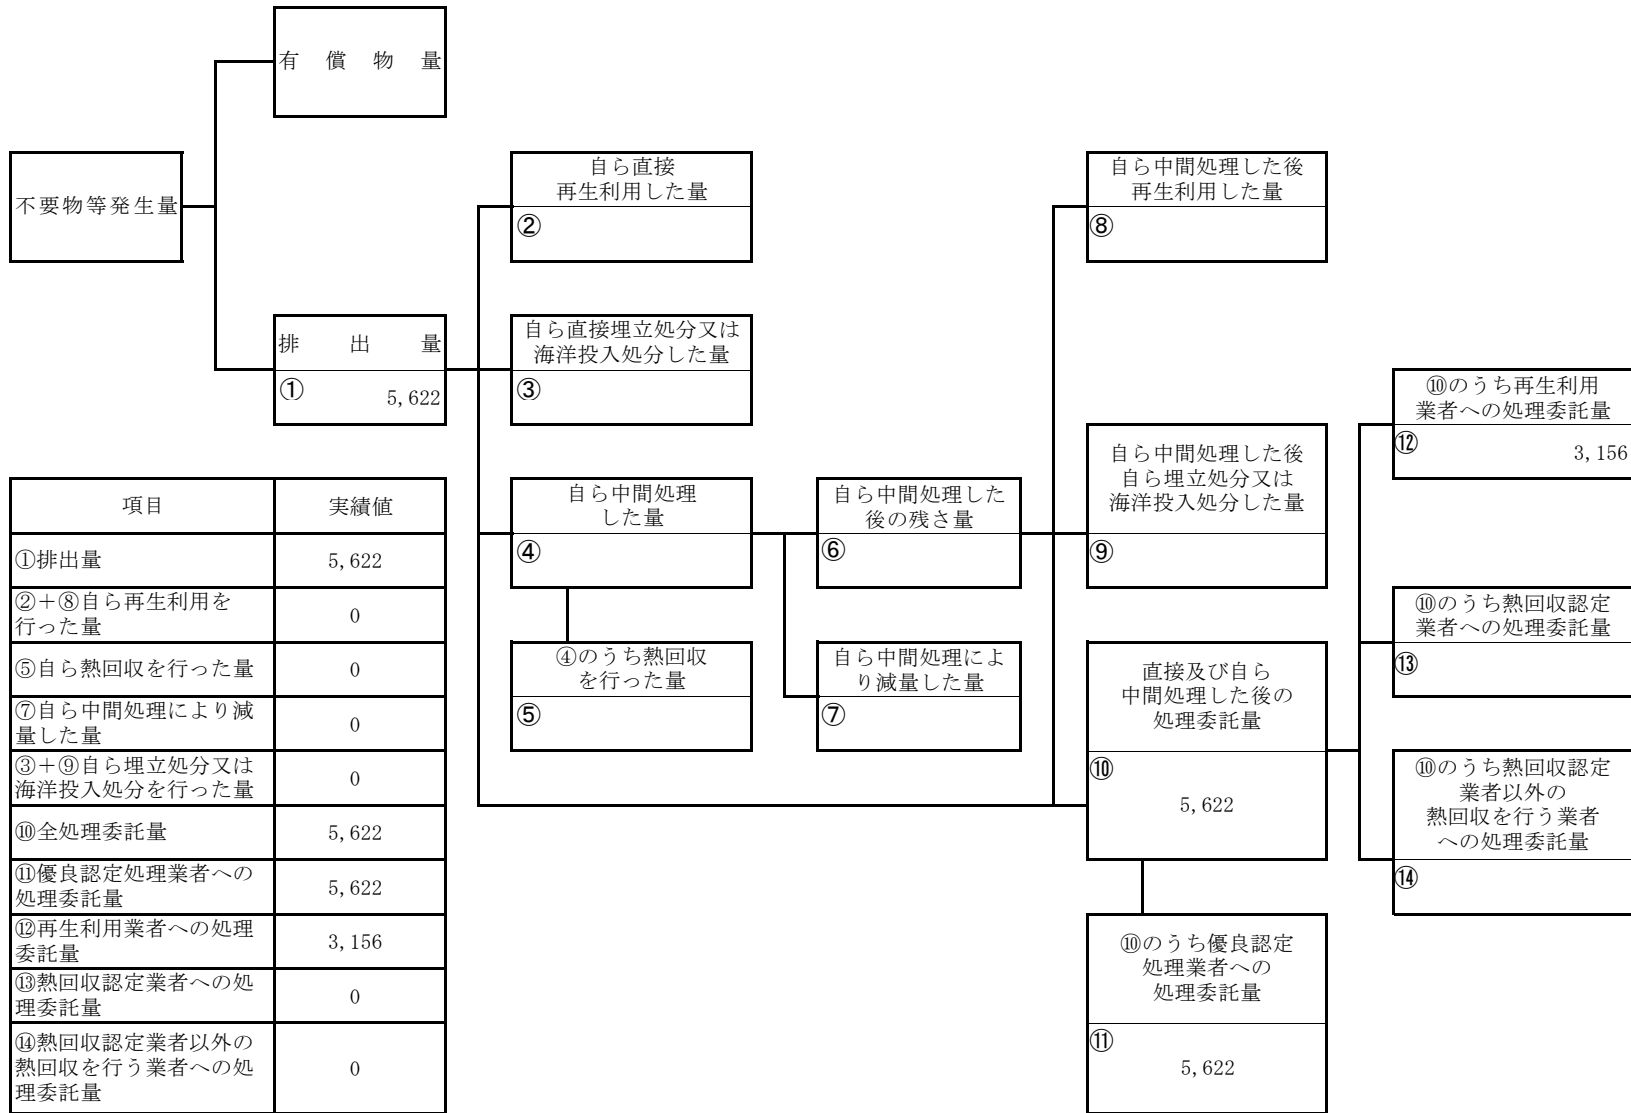 有償物量
不要物等発生量
排出量
① 5,622
自ら直接
再生利用した量
②
自ら直接埋立処分又は
海洋投入処分した量
③
自ら中間処理
した量
④
④のうち熱回収
を行った量
⑤
自ら中間処理した
後の残さ量
⑥
自ら中間処理によ
り減量した量
⑦
自ら中間処理した後
再生利用した量
⑧
自ら中間処理した後
自ら埋立処分又は
海洋投入処分した量
⑨
直接及び自ら
中間処理した後の
処理委託量
⑩
5,622
⑩のうち優良認定
処理業者への
処理委託量
⑪
5,622
⑩のうち再生利用
業者への処理委託量
⑫ 3,156
⑩のうち熱回収認定
業者への処理委託量
⑬
⑩のうち熱回収認定
業者以外の
熱回収を行う業者
への処理委託量
⑭
項目 実績値
①排出量 5,622
②+⑧自ら再生利用を
行った量 0
⑤自ら熱回収を行った量 0
⑦自ら中間処理により減
量した量 0
③+⑨自ら埋立処分又は
海洋投入処分を行った量 0
⑩全処理委託量 5,622
⑪優良認定処理業者への
処理委託量 5,622
⑫再生利用業者への処理
委託量 3,156
⑬熱回収認定業者への処
理委託量 0
⑭熱回収認定業者以外の
熱回収を行う業者への処
理委託量 0